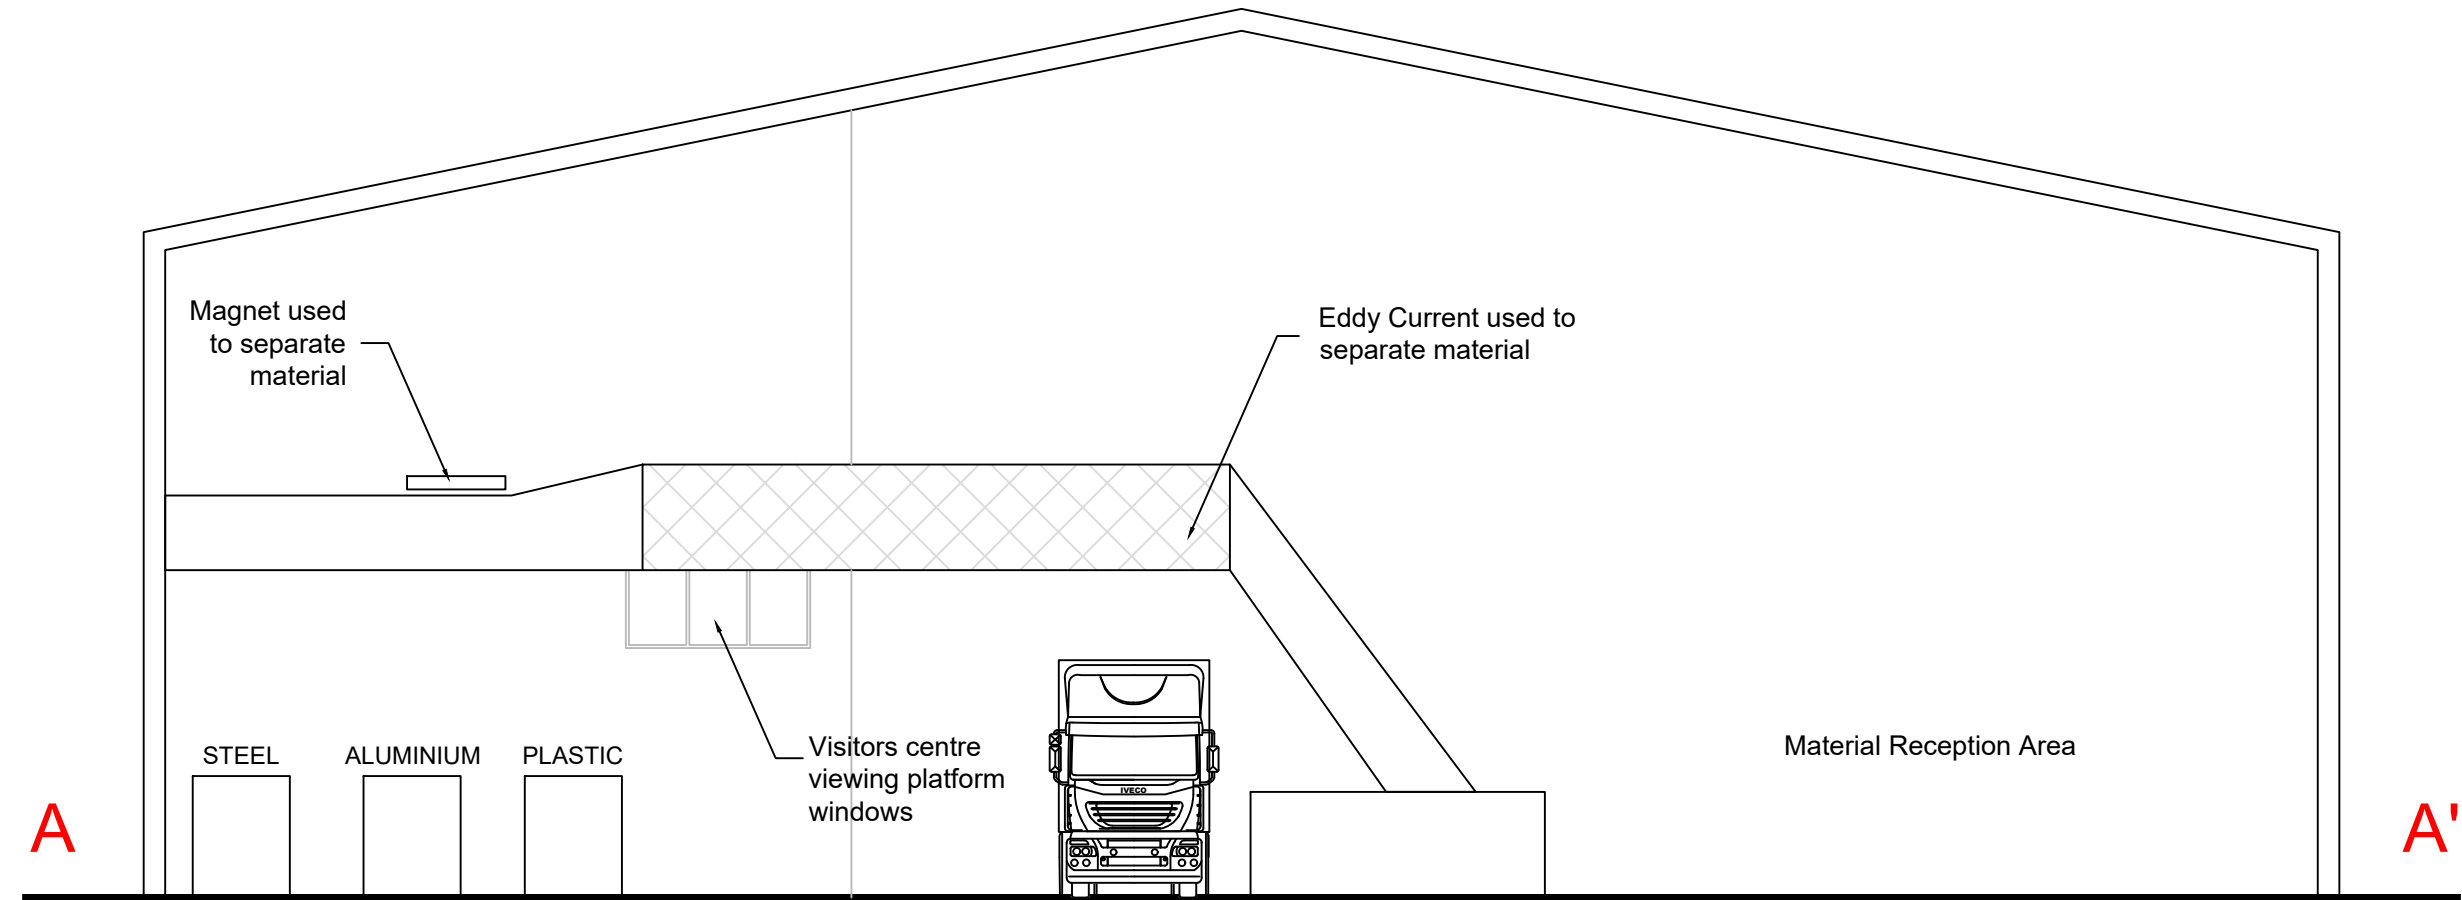 Magnet used
to separate
material
Eddy Current used to
separate material
STEEL
ALUMINIUM
PLASTIC
Visitors centre
viewing platform
windows
IVECO
Material Reception Area
A
A'